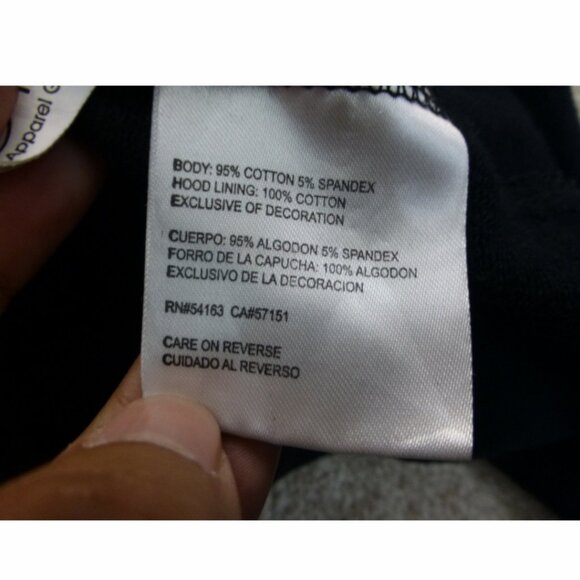 Apparel
BODY: 95% COTTON 5% SPANDEX
HOOD LINING: 100% COTTON
EXCLUSIVE OF DECORATION
CUERPO: 95% ALGODON 5% SPANDEX
FORRO DE LA CAPUCHA: 100% ALGODON
EXCLUSIVO DE LA DECORACION
RN#54163 CA#57151
CARE ON REVERSE
CUIDADO AL REVERSO